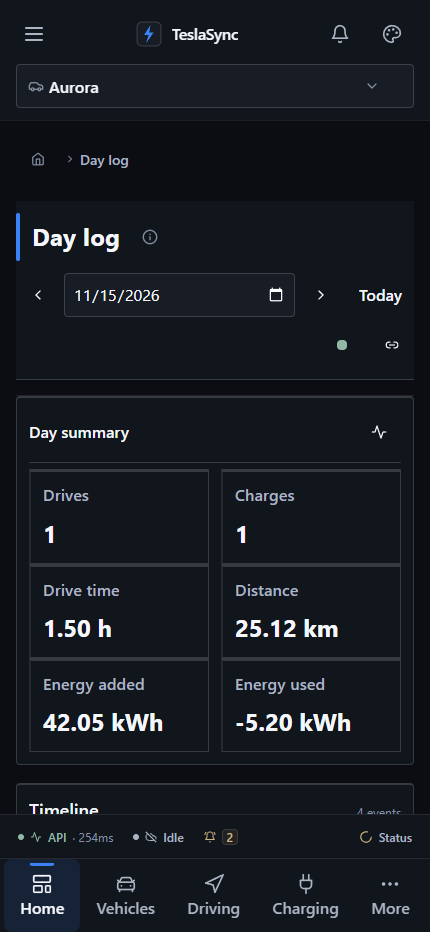 TeslaSync
Aurora
Day log
Day log
11/15/2026
Today
Day summary
Drives
Charges
1
1
Drive time
Distance
1.50 h
25.12 km
Energy added
Energy used
42.05 kWh
-5.20 kWh
Timeline
4 events
API · 254ms
Idle
2
Status
Home
Vehicles
Driving
Charging
More